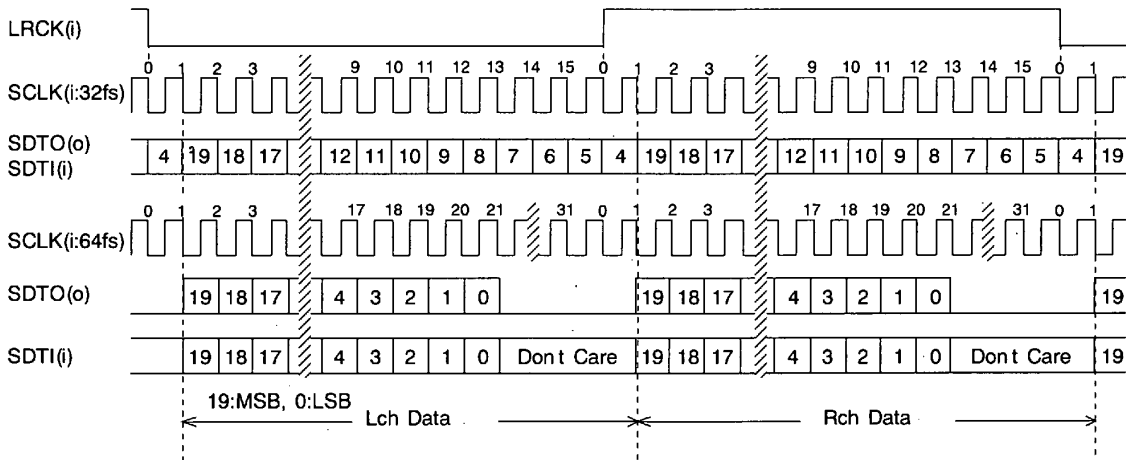 LRCK(i)
0 1 2 3 9 10 11 12 13 14 15 0 1 2 3 9 10 11 12 13 14 15 0 1
SCLK(i:32fs)
SDTO(o)
SDTI(i)
4 19 18 17 12 11 10 9 8 7 6 5 4 19 18 17 12 11 10 9 8 7 6 5 4 19
0 1 2 3 17 18 19 20 21 31 0 1 2 3 17 18 19 20 21 31 0 1
SCLK(i:64fs)
SDTO(o) 19 18 17 4 3 2 1 0 19 18 17 4 3 2 1 0 19
SDTI(i) 19 18 17 4 3 2 1 0 Don t Care 19 18 17 4 3 2 1 0 Don t Care 19
19:MSB, 0:LSB
Lch Data Rch Data